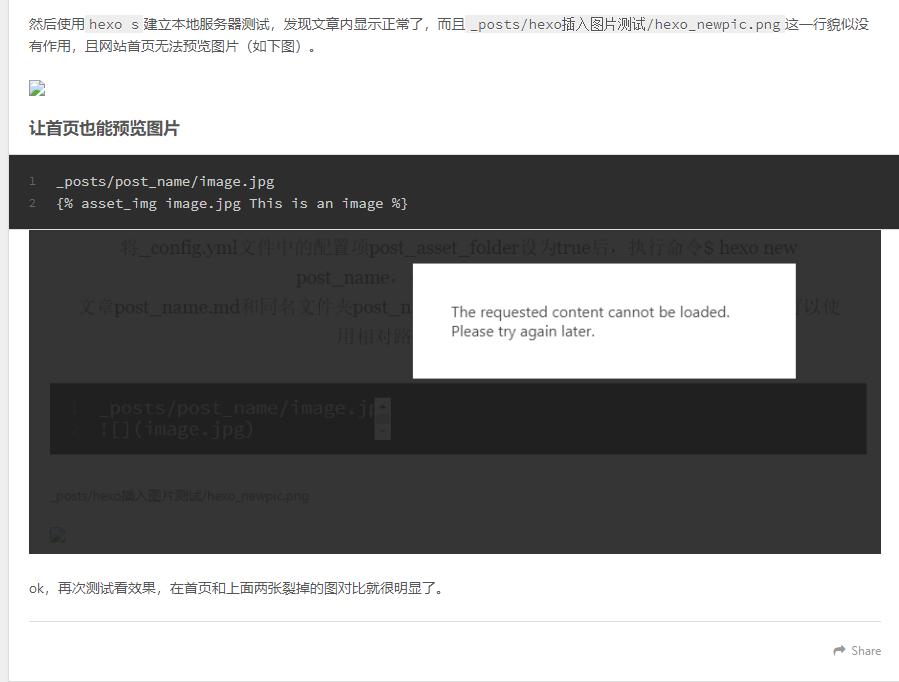 然后使用 hexo s 建立本地服务器测试，发现文章内显示正常了，而且 _posts/hexo插入图片测试/hexo_newpic.png 这一行貌似没
有作用，且网站首页无法预览图片（如下图）。
让首页也能预览图片
1 _posts/post_name/image.jpg
2 {% asset_img image.jpg This is an image %}
将_config.yml文件中的配置项post_asset_folder设为true后，执行命令$ hexo new
post_name，
The requested content cannot be loaded.
Please try again later.
文章post_name.md和同名文件夹post_n
可以使
用相对路
1 _posts/post_name/image.jp
2 ![](image.jpg)
_posts/hexo插入图片测试/hexo_newpic.png
ok，再次测试看效果，在首页和上面两张裂掉的图对比就很明显了。
Share